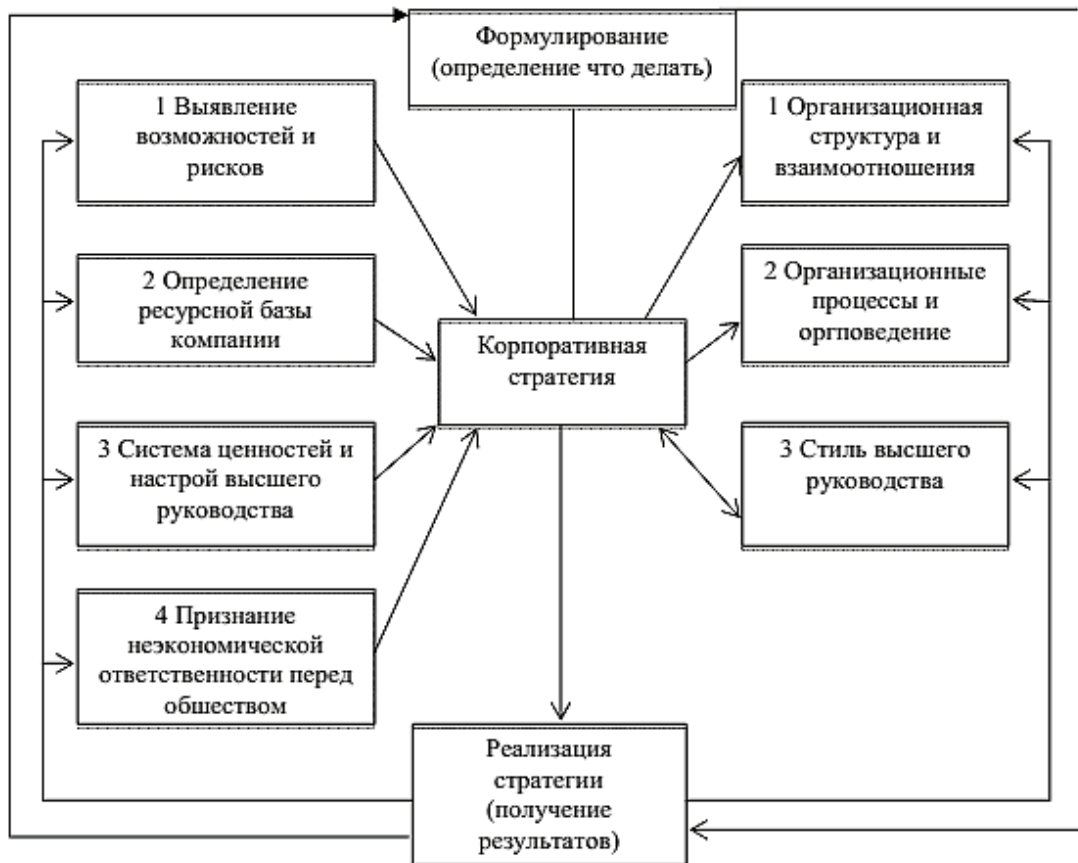 Формулирование
(определение что делать)
1 Выявление
возможностей и
рисков
2 Определение
ресурсной базы
компании
3 Система ценностей и
настрой высшего
руководства
4 Признание
неэкономической
ответственности перед
обшеством
Корпоративная
стратегия
1 Организационная
структура и
взаимоотношения
2 Организационные
процессы и
оргповедение
3 Стиль высшего
руководства
Реализация
стратегии
(получение
результатов)